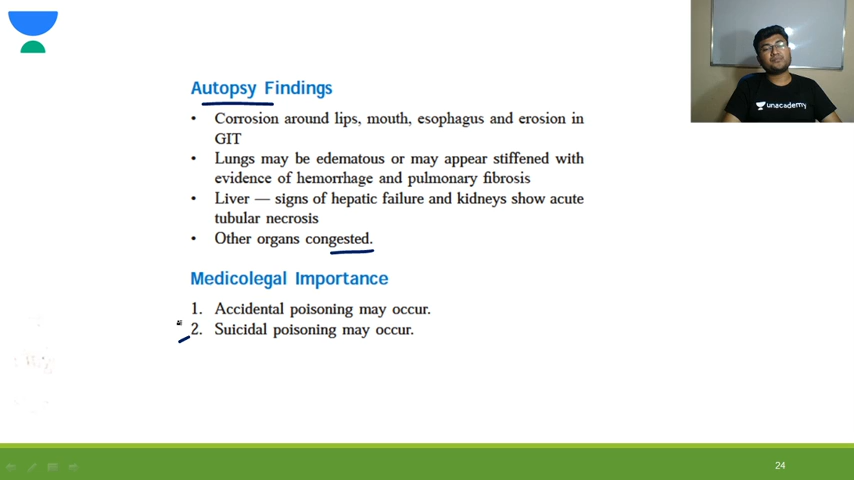 Autopsy Findings
• Corrosion around lips, mouth, esophagus and erosion in
GIT
• Lungs may be edematous or may appear stiffened with
evidence of hemorrhage and pulmonary fibrosis
• Liver — signs of hepatic failure and kidneys show acute
tubular necrosis
• Other organs congested.
Medicolegal Importance
1. Accidental poisoning may occur.
2. Suicidal poisoning may occur.
unacademy
24